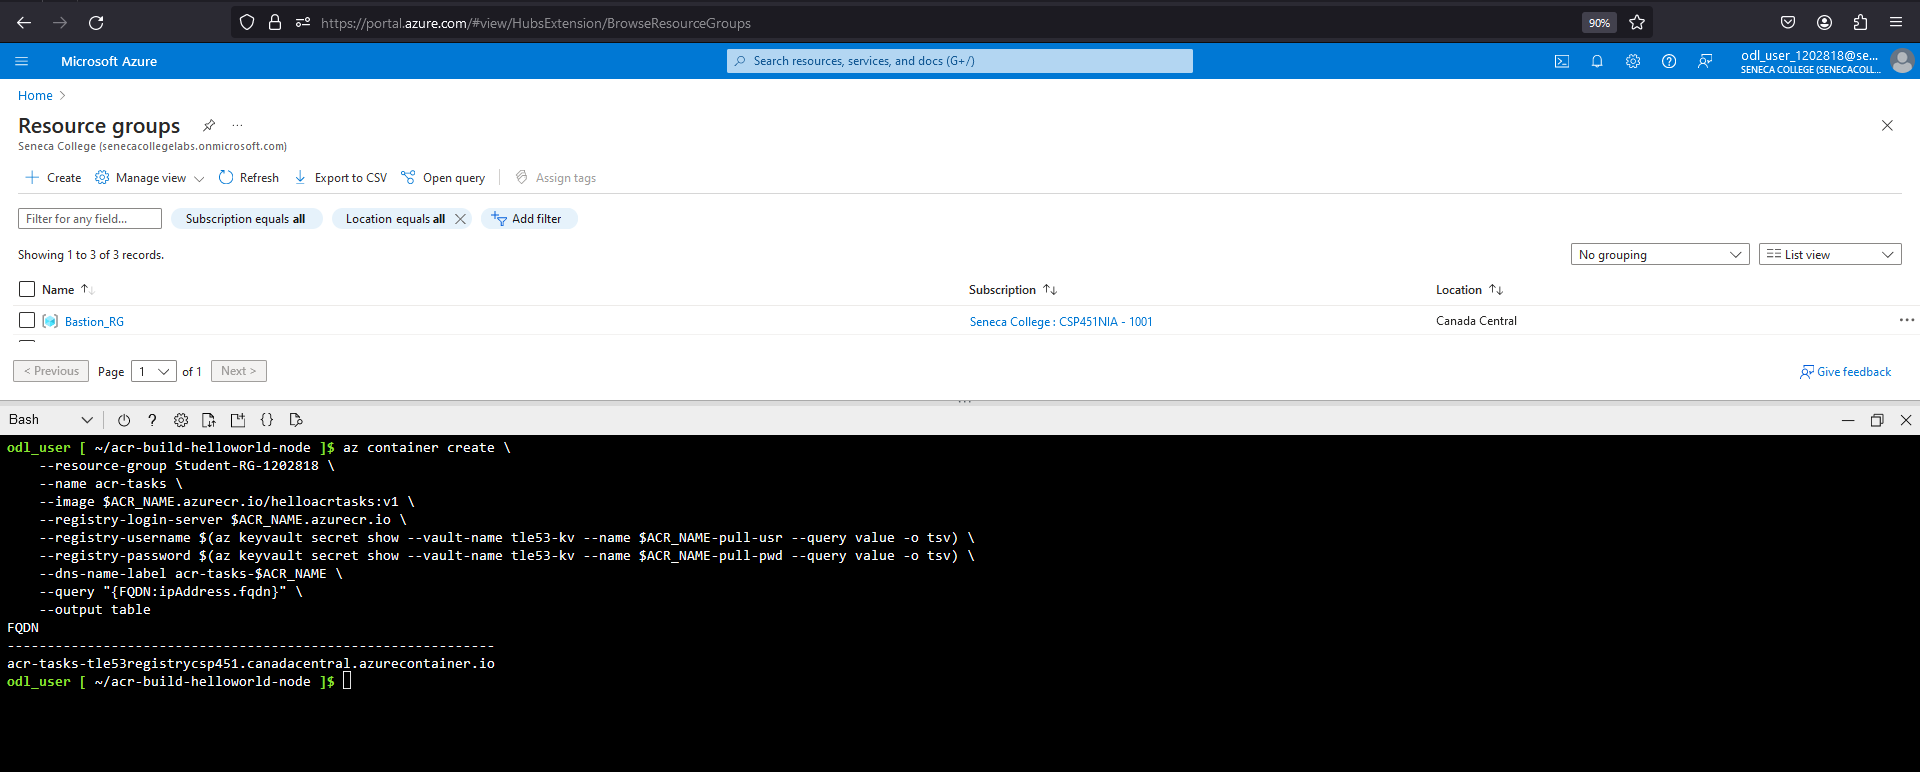 https://portal.azure.com/#view/HubsExtension/BrowseResourceGroups
90%
Microsoft Azure
Search resources, services, and docs (G+/)
odl_user_1202818@se...
SENECA COLLEGE (SENECACOLL...
Home >
Resource groups
...
Seneca College (senecacollegelabs.onmicrosoft.com)
Create
Manage view
Refresh
Export to CSV
Open query
Assign tags
Filter for any field...
Subscription equals all
Location equals all
Add filter
Showing 1 to 3 of 3 records.
No grouping
List view
Name ↑↓
Subscription ↑↓
Location ↑↓
Bastion_RG
Seneca College : CSP451NIA - 1001
Canada Central
...
< Previous
Page
1
of 1
Next >
Give feedback
Bash
?
{}
odl_user [ ~/acr-build-helloworld-node ]$ az container create \
    --resource-group Student-RG-1202818 \
    --name acr-tasks \
    --image $ACR_NAME.azurecr.io/helloacrtasks:v1 \
    --registry-login-server $ACR_NAME.azurecr.io \
    --registry-username $(az keyvault secret show --vault-name tle53-kv --name $ACR_NAME-pull-usr --query value -o tsv) \
    --registry-password $(az keyvault secret show --vault-name tle53-kv --name $ACR_NAME-pull-pwd --query value -o tsv) \
    --dns-name-label acr-tasks-$ACR_NAME \
    --query "{FQDN:ipAddress.fqdn}" \
    --output table
FQDN
-------------------------------------------------------------
acr-tasks-tle53registrycsp451.canadacentral.azurecontainer.io
odl_user [ ~/acr-build-helloworld-node ]$